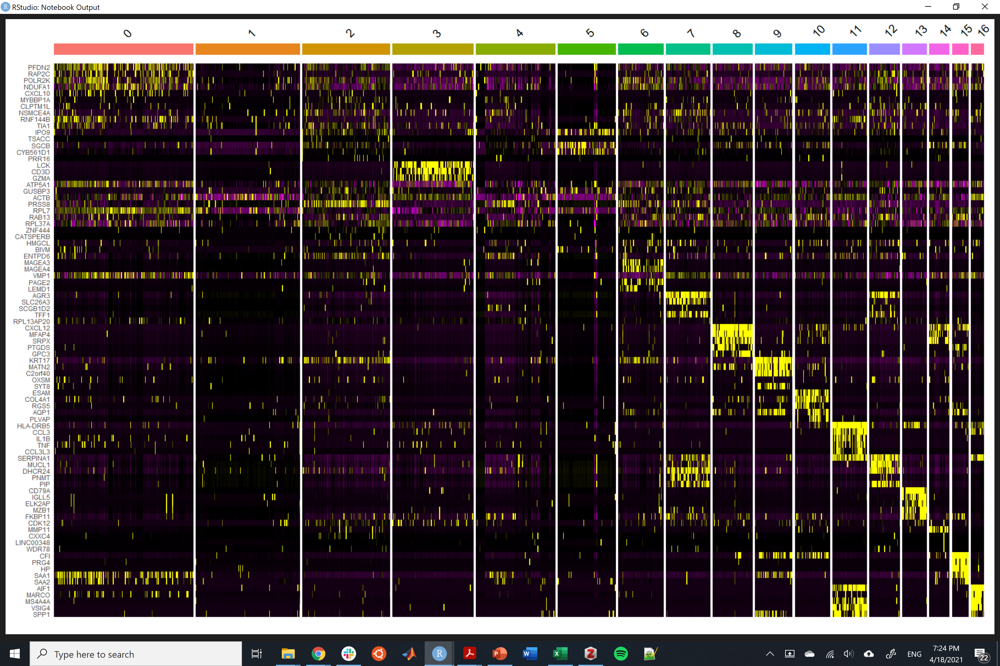 RStudio: Notebook Output
0 1 2 3 4 5 6 7 8 9 10 11 12 13 14 15 16
PFDN2
RAP2C
POLR2K
NDUFA1
CXCL10
MYBBP1A
CLPTM1L
NSMCE4A
RNF144B
TIA1
IPO9
TSACC
SGCB
CYB561D1
PRR16
LCK
CD3D
GZMA
ATP5A1
GUSBP3
ACTB
PRSS8
RPL7
RAB13
RPL37A
ZNF444
CATSPERB
HMGCL
BIVM
ENTPD6
MAGEA3
MAGEA4
VMP1
PAGE2
LEMD1
AGR3
SLC26A3
SCGB1D2
TFF1
RPL13AP20
CXCL12
MFAP4
SRPX
PTGDS
GPC3
KRT17
MATN2
C2orf40
OXSM
SYT8
ESAM
COL4A1
RGS5
AQP1
PLVAP
HLA-DRB5
CCL3
IL1B
TNF
CCL3L3
SERPINA1
MUCL1
DHCR24
PNMT
PIP
CD79A
IGLL5
ELK2AP
MZB1
FKBP11
CDK12
MMP11
CXXC4
LINC00348
WDR78
CFI
PRG4
HP
SAA1
SAA2
AIF1
MARCO
MS4A4A
VSIG4
SPP1
Type here to search
ENG
7:24 PM
4/18/2021
22